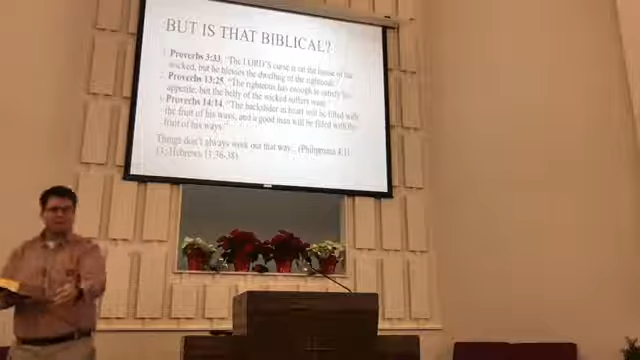 BUT IS THAT BIBLICAL?
1. Proverbs 3:33, "The LORD'S curse is on the house of the
wicked, but he blesses the dwelling of the righteous."
2. Proverbs 13:25, "The righteous has enough to satisfy his
appetite, but the belly of the wicked suffers want."
3. Proverbs 14:14, "The backslider in heart will be filled with
the fruit of his ways, and a good man will be filled with the
fruit of his ways."
Things don't always work out that way... (Philippians 4:11-
13; Hebrews 11:36-38)